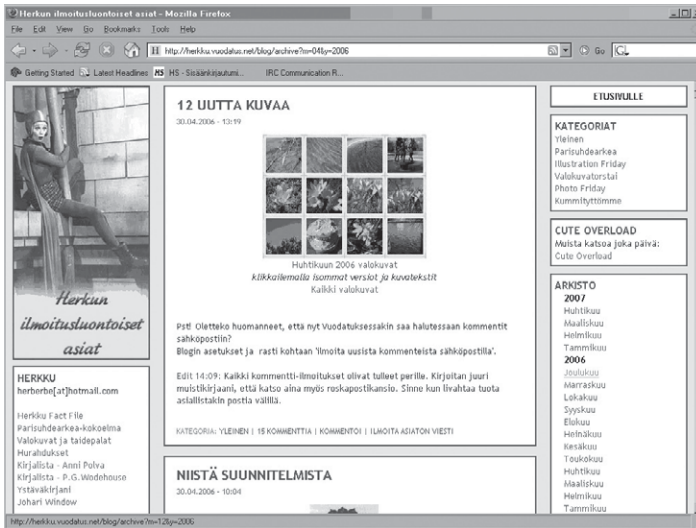 Herkun ilmoitusluontoiset asiat - Mozilla Firefox
File Edit View Go Bookmarks Tools Help
http://herkku.vuodatus.net/blog/archive?m=04&y=2006
Go
Getting Started Latest Headlines HS - Sisäänkirjautumi... IRC Communication R...
Herkun
ilmoitusluontoiset
asiat
HERKKU
herberbe[at]hotmail.com
Herkku Fact File
Parisuhdearkea-kokoelma
Valokuvat ja taidepalat
Hurahdukset
Kirjalista - Anni Polva
Kirjalista - P.G.Wodehouse
Ystäväkirjani
Johari Window
12 UUTTA KUVAA
30.04.2006 - 13:19
Huhtikuun 2006 valokuvat
klikkailemalla isommat versiot ja kuvatekstit
Kaikki valokuvat
Pst! Oletteko huomanneet, että nyt Vuodatuksessakin saa halutessaan kommentit
sähköpostiin?
Blogin asetukset ja rasti kohtaan 'ilmoita uusista kommenteista sähköpostilla'.
Edit 14:09: Kaikki kommentti-ilmoitukset olivat tulleet perille. Kirjoitan juuri
muistikirjaani, että katso aina myös roskapostikansio. Sinne kun livahtaa tuota
asiallistakin postia välillä.
KATEGORIA: YLEINEN | 15 KOMMENTTIA | KOMMENTOI | ILMOITA ASIATON VIESTI
NIISTÄ SUUNNITELMISTA
30.04.2006 - 10:04
ETUSIVULLE
KATEGORIAT
Yleinen
Parisuhdearkea
Illustration Friday
Valokuvatorstai
Photo Friday
Kummityttömme
CUTE OVERLOAD
Muista katsoa joka päivä:
Cute Overload
ARKISTO
2007
Huhtikuu
Maaliskuu
Helmikuu
Tammikuu
2006
Joulukuu
Marraskuu
Lokakuu
Syyskuu
Elokuu
Heinäkuu
Kesäkuu
Toukokuu
Huhtikuu
Maaliskuu
Helmikuu
Tammikuu
http://herkku.vuodatus.net/blog/archive?m=12&y=2006